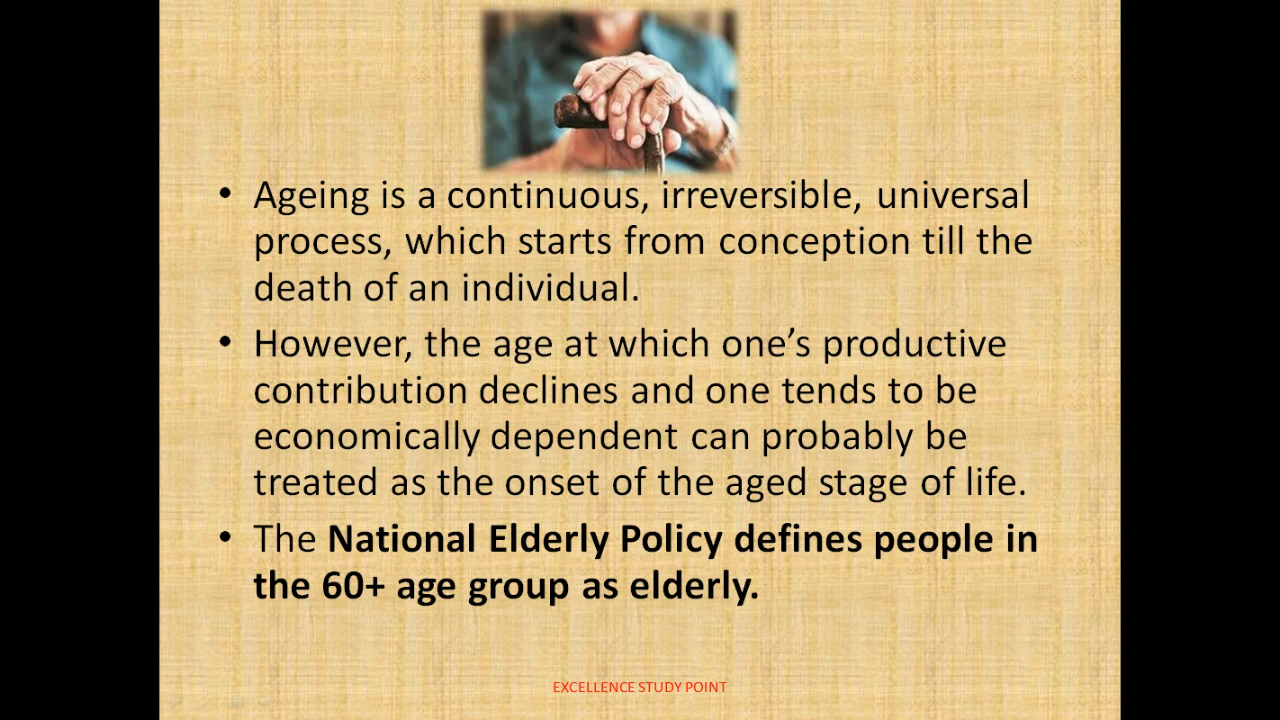 • Ageing is a continuous, irreversible, universal
process, which starts from conception till the
death of an individual.
• However, the age at which one’s productive
contribution declines and one tends to be
economically dependent can probably be
treated as the onset of the aged stage of life.
• The National Elderly Policy defines people in
the 60+ age group as elderly.
EXCELLENCE STUDY POINT